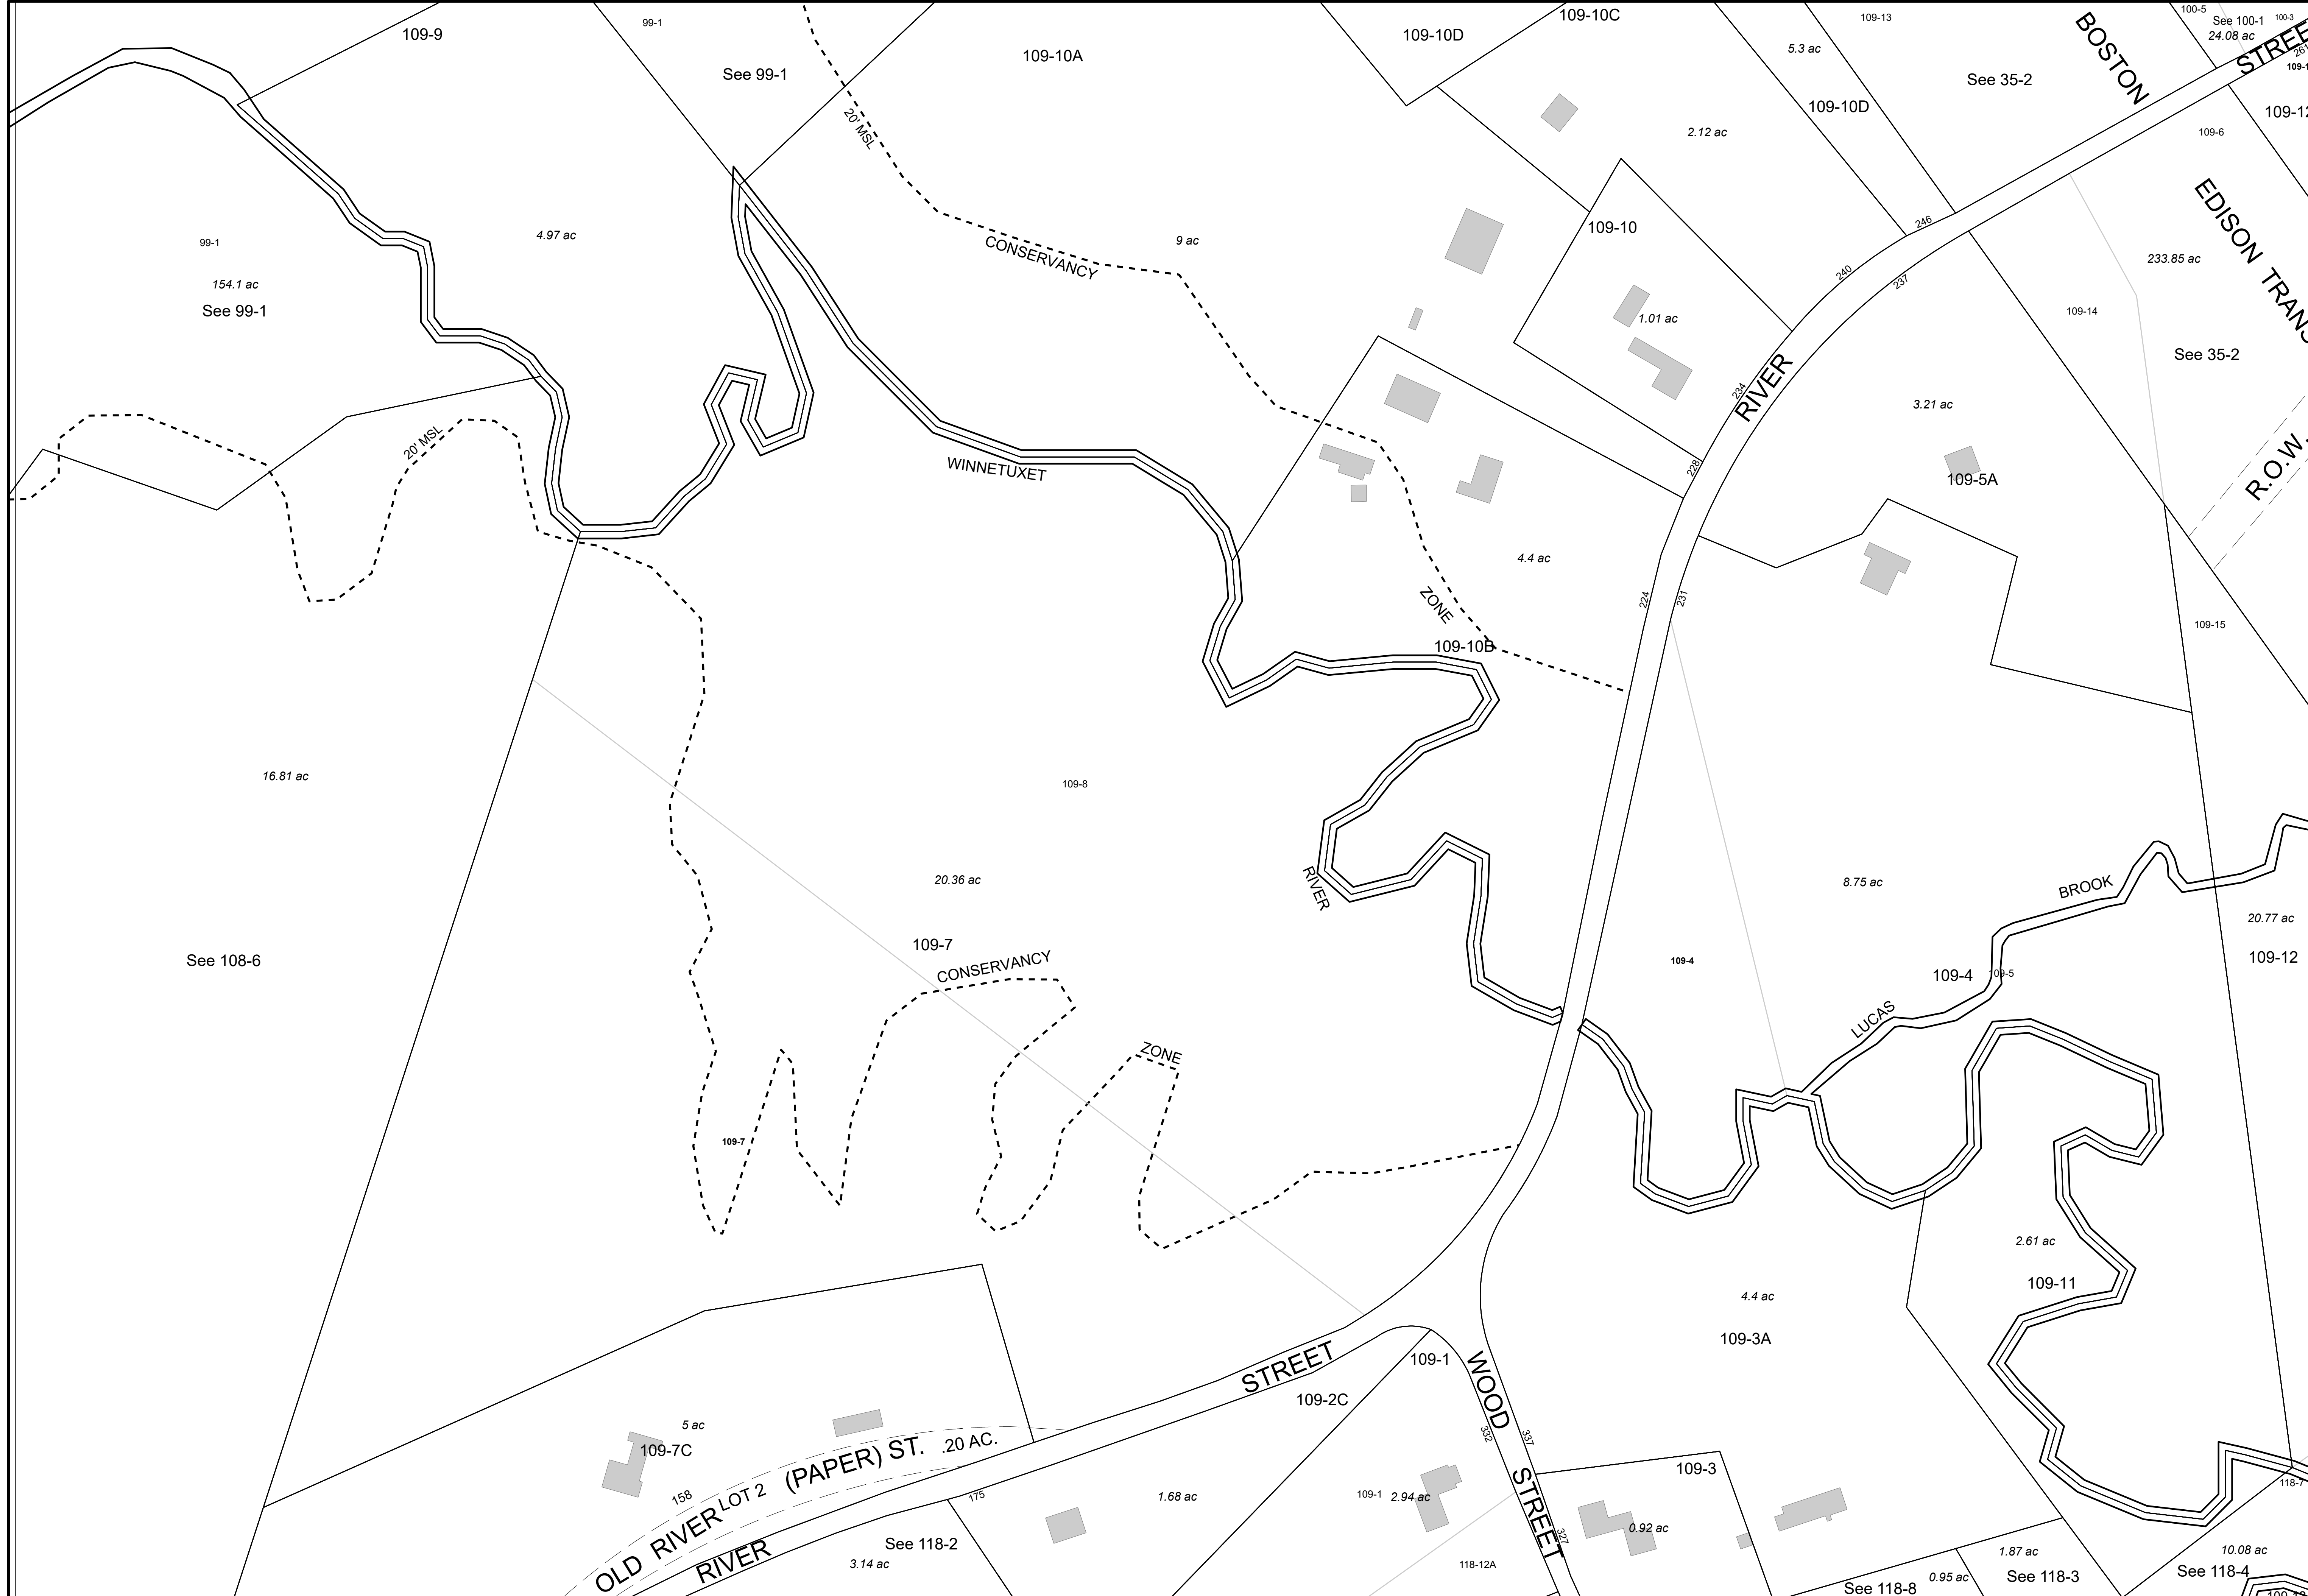 109-9
99-1
See 99-1
109-10A
109-10D
109-10C
5.3 ac
109-13
See 35-2
BOSTON
100-5
See 100-1
100-3
24.08 ac
STREE
261
109-1
109-10D
109-12
109-6
2.12 ac
20' MSL
EDISON TRANS
99-1
154.1 ac
See 99-1
4.97 ac
CONSERVANCY
9 ac
109-10
246
240
237
233.85 ac
109-14
See 35-2
1.01 ac
RIVER
234
3.21 ac
20' MSL
WINNETUXET
228
109-5A
R.O.W.
4.4 ac
ZONE
224
231
109-10B
109-15
16.81 ac
109-8
20.36 ac
RIVER
8.75 ac
BROOK
20.77 ac
See 108-6
109-7
CONSERVANCY
109-4
109-4
109-5
109-12
LUCAS
ZONE
109-7
2.61 ac
109-11
4.4 ac
109-3A
STREET
109-1
WOOD
109-2C
5 ac
109-7C
(PAPER) ST.
.20 AC.
332
337
109-3
158
LOT 2
175
1.68 ac
109-1
2.94 ac
STREET
327
0.92 ac
118-7
OLD RIVER
RIVER
See 118-2
3.14 ac
118-12A
See 118-8
0.95 ac
1.87 ac
See 118-3
10.08 ac
See 118-4